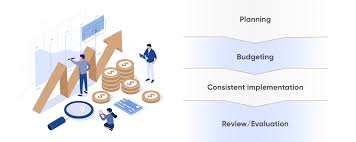 Planning
Budgeting
Consistent implementation
Review/Evaluation